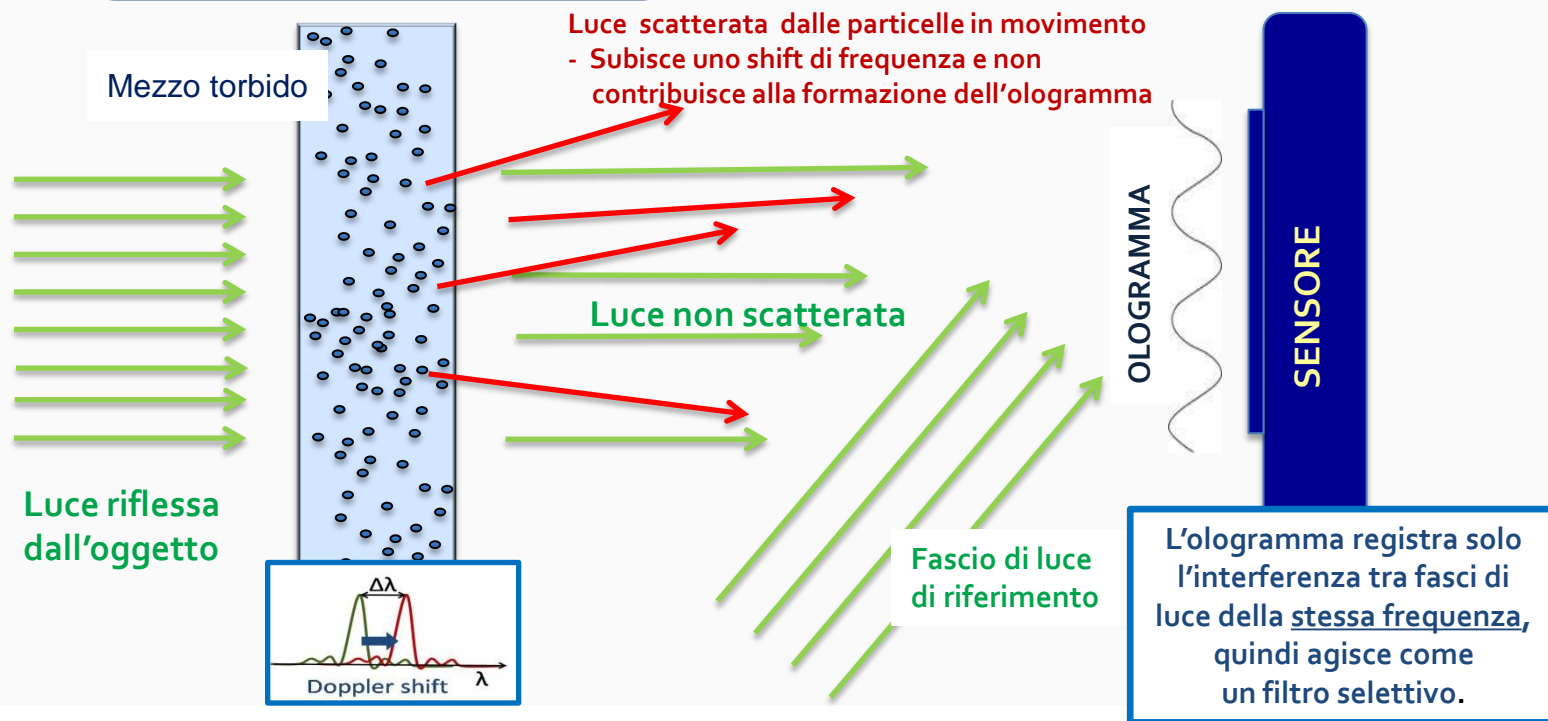 Luce scatterata dalle particelle in movimento
- Subisce uno shift di frequenza e non
contribuisce alla formazione dell'ologramma
Mezzo torbido
Luce non scatterata
OLOGRAMMA
SENSORE
Luce riflessa
dall'oggetto
Δλ
λ
Doppler shift
Fascio di luce
di riferimento
L'ologramma registra solo
l'interferenza tra fasci di
luce della stessa frequenza,
quindi agisce come
un filtro selettivo.